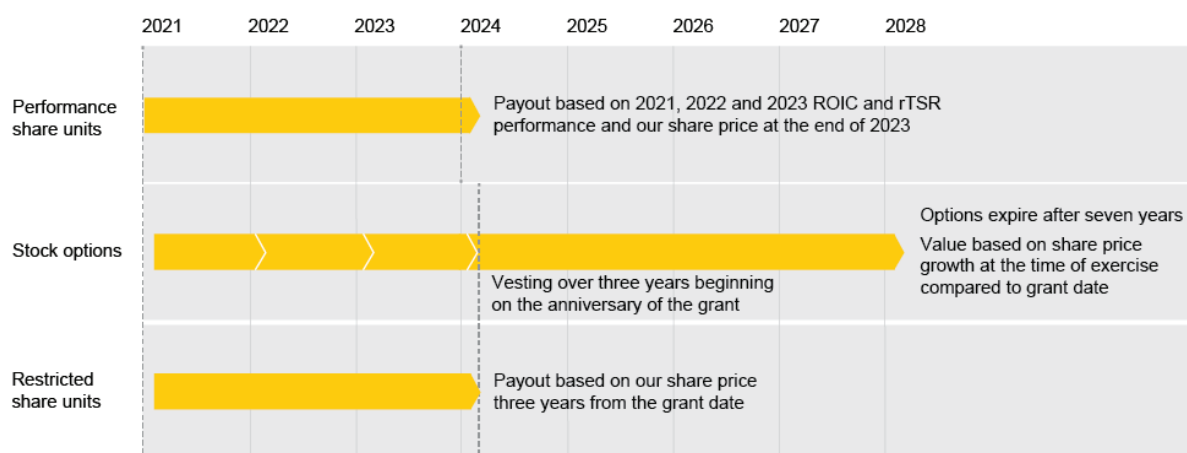 2021 2022 2023 2024 2025 2026 2027 2028
Performance
share units
Payout based on 2021, 2022 and 2023 ROIC and rTSR
performance and our share price at the end of 2023
Stock options
Options expire after seven years
Value based on share price
growth at the time of exercise
compared to grant date
Vesting over three years beginning
on the anniversary of the grant
Restricted
share units
Payout based on our share price
three years from the grant date